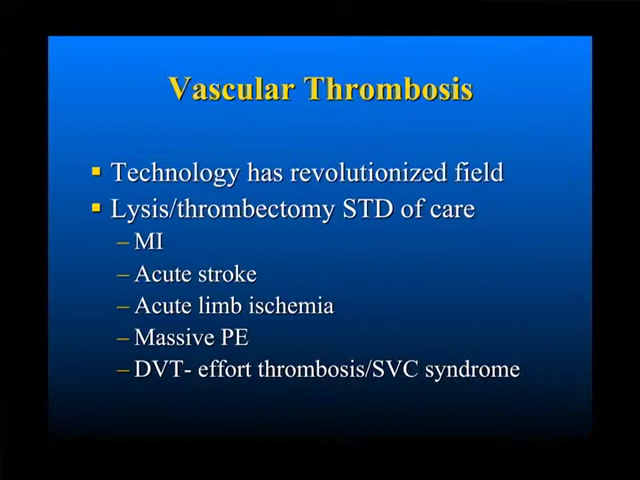 Vascular Thrombosis
▪ Technology has revolutionized field
▪ Lysis/thrombectomy STD of care
– MI
– Acute stroke
– Acute limb ischemia
– Massive PE
– DVT- effort thrombosis/SVC syndrome